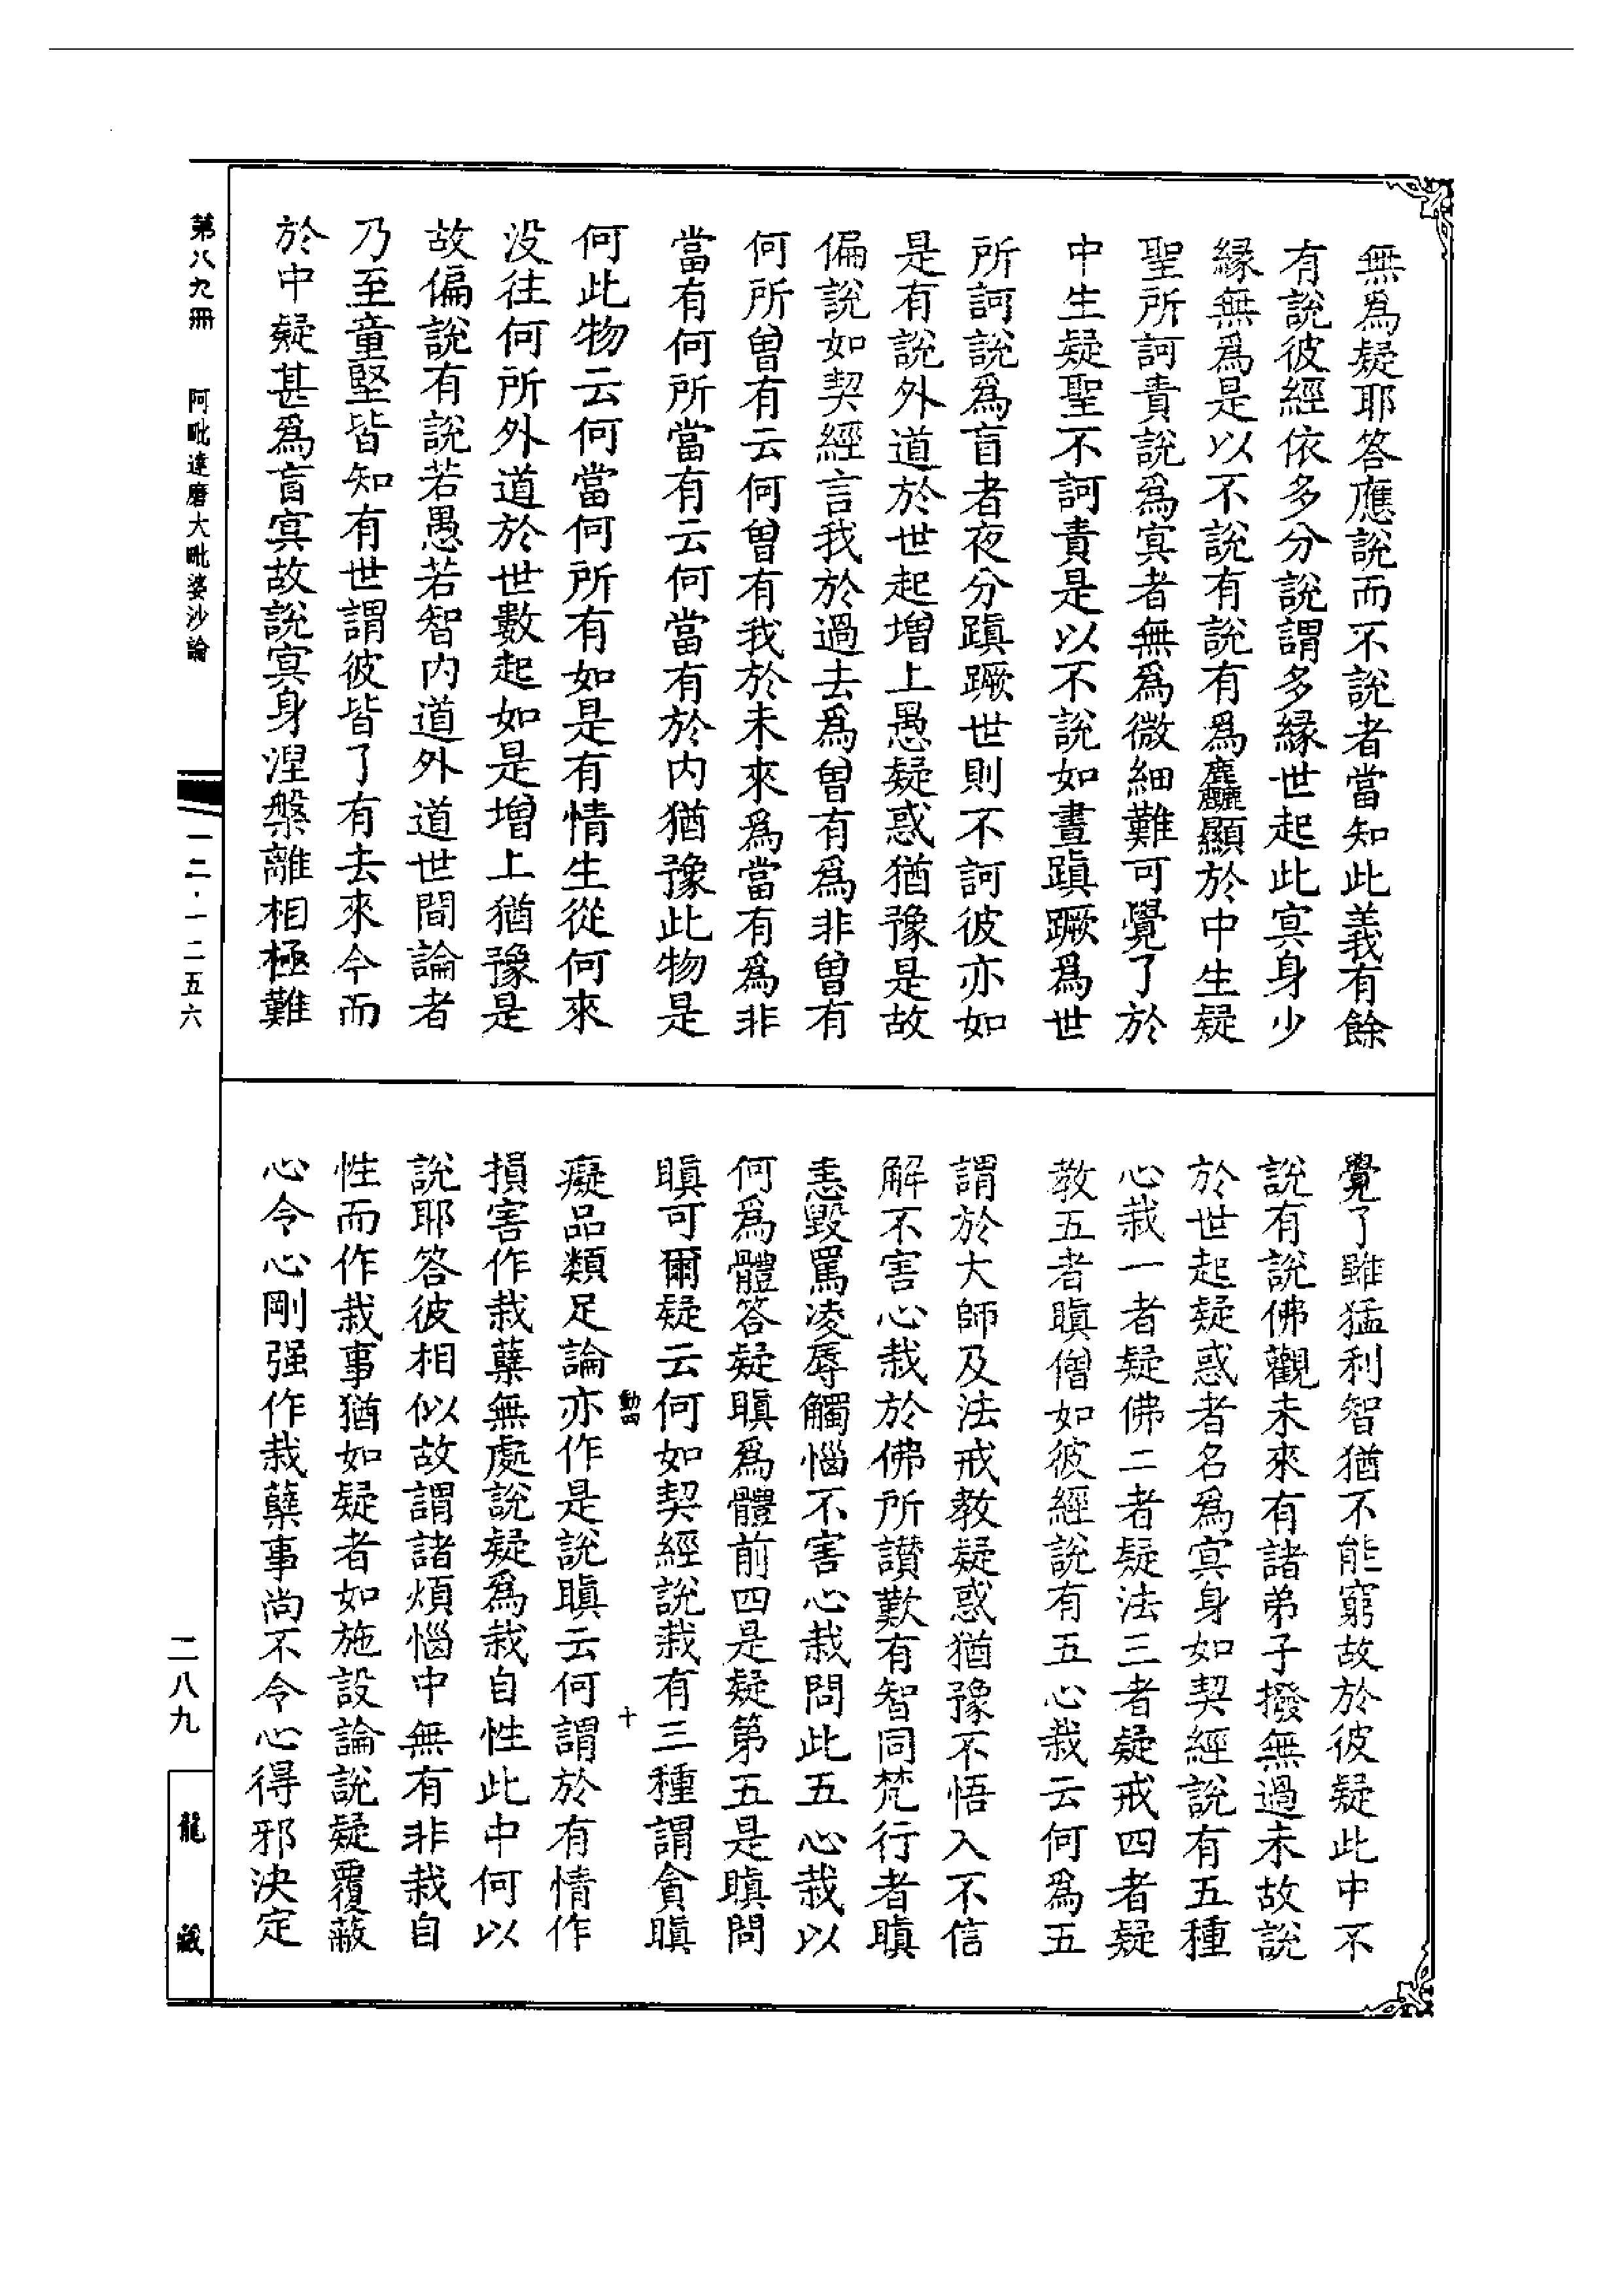 無爲疑耶答應說而不說者當知此義有餘
有說彼經依多分說謂多緣世起此冥身少
緣無爲是以不說有說有爲麤顯於中生疑
聖所訶責說爲冥者無爲微細難可覺了於
中生疑聖不訶責是以不說如晝蹎蹶爲世
所訶說爲盲者夜分蹎蹶世則不訶彼亦如
是有說外道於世起增上愚疑惑猶豫是故
偏說如契經言我於過去爲曾有爲非曾有
何所曾有云何曾有我於未來爲當有爲非
當有何所當有云何當有於內猶豫此物是
何此物云何當何所有如是有情生從何來
没往何所外道於世數起如是增上猶豫是
故偏說有說若愚若智內道外道世間論者
乃至童竪皆知有世謂彼皆了有去來今而
於中疑甚爲盲冥故說冥身涅槃離相極難
覺了雖猛利智猶不能窮故於彼疑此中不
說有說佛觀未來有諸弟子撥無過未故說
於世起疑惑者名爲冥身如契經說有五種
心栽一者疑佛二者疑法三者疑戒四者疑
教五者瞋僧如彼經說有五心栽云何爲五
謂於大師及法戒教疑惑猶豫不悟入不信
解不害心栽於佛所讃歎有智同梵行者瞋
恚毀罵凌辱觸惱不害心栽問此五心栽以
何爲體答疑瞋爲體前四是疑第五是瞋問
瞋可爾疑云何如契經說栽有三種謂貪瞋
癡品類足論亦作是說瞋云何謂於有情作
損害作栽蘖無處說疑爲栽自性此中何以
說耶答彼相似故謂諸煩惱中無有非栽自
性而作栽事猶如疑者如施設論說疑覆蔽
心令心剛强作栽蘖事尚不令心得邪決定
動四
十
第八九冊
阿毗達磨大毗婆沙論
一二·一二五六
二八九
龍藏